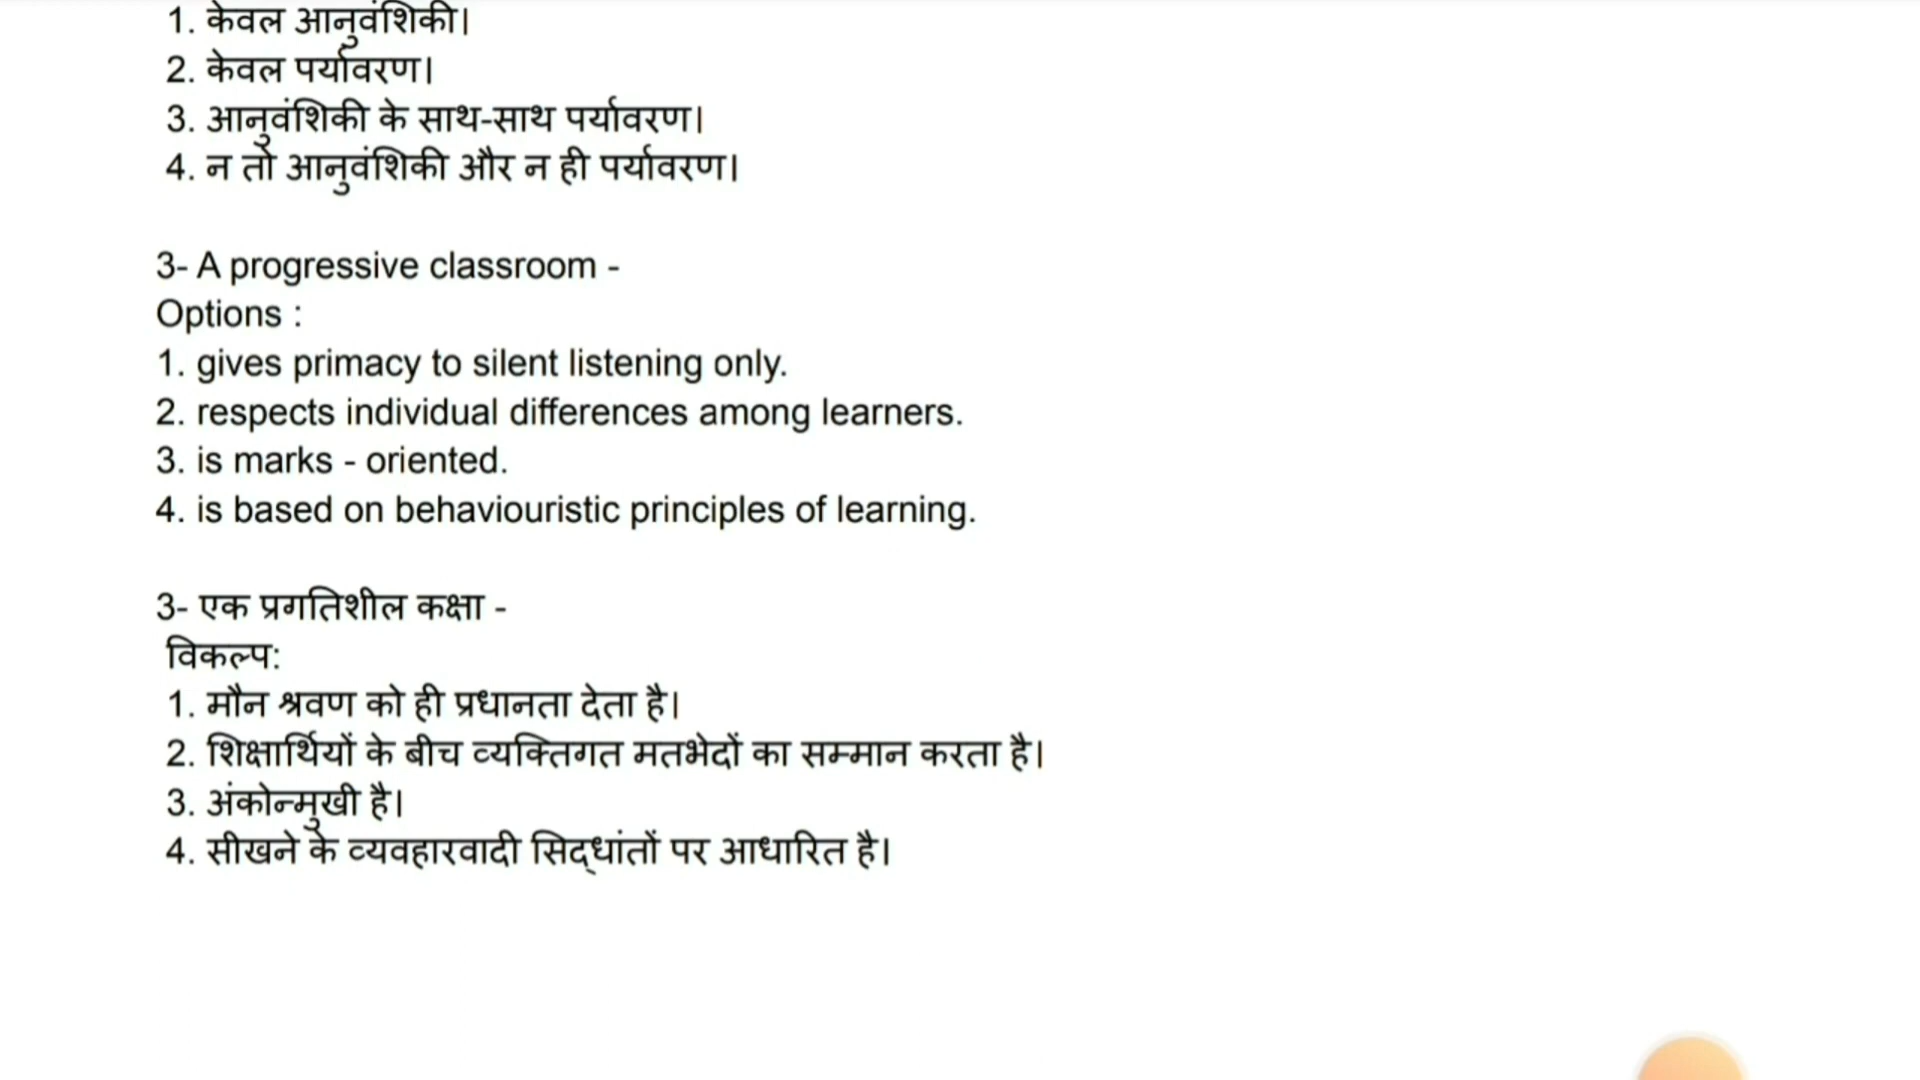 1. केवल आनुवंशिकी।
2. केवल पर्यावरण।
3. आनुवंशिकी के साथ-साथ पर्यावरण।
4. न तो आनुवंशिकी और न ही पर्यावरण।
3- A progressive classroom -
Options :
1. gives primacy to silent listening only.
2. respects individual differences among learners.
3. is marks - oriented.
4. is based on behaviouristic principles of learning.
3- एक प्रगतिशील कक्षा -
विकल्प:
1. मौन श्रवण को ही प्रधानता देता है।
2. शिक्षार्थियों के बीच व्यक्तिगत मतभेदों का सम्मान करता है।
3. अंकोन्मुखी है।
4. सीखने के व्यवहारवादी सिद्धांतों पर आधारित है।